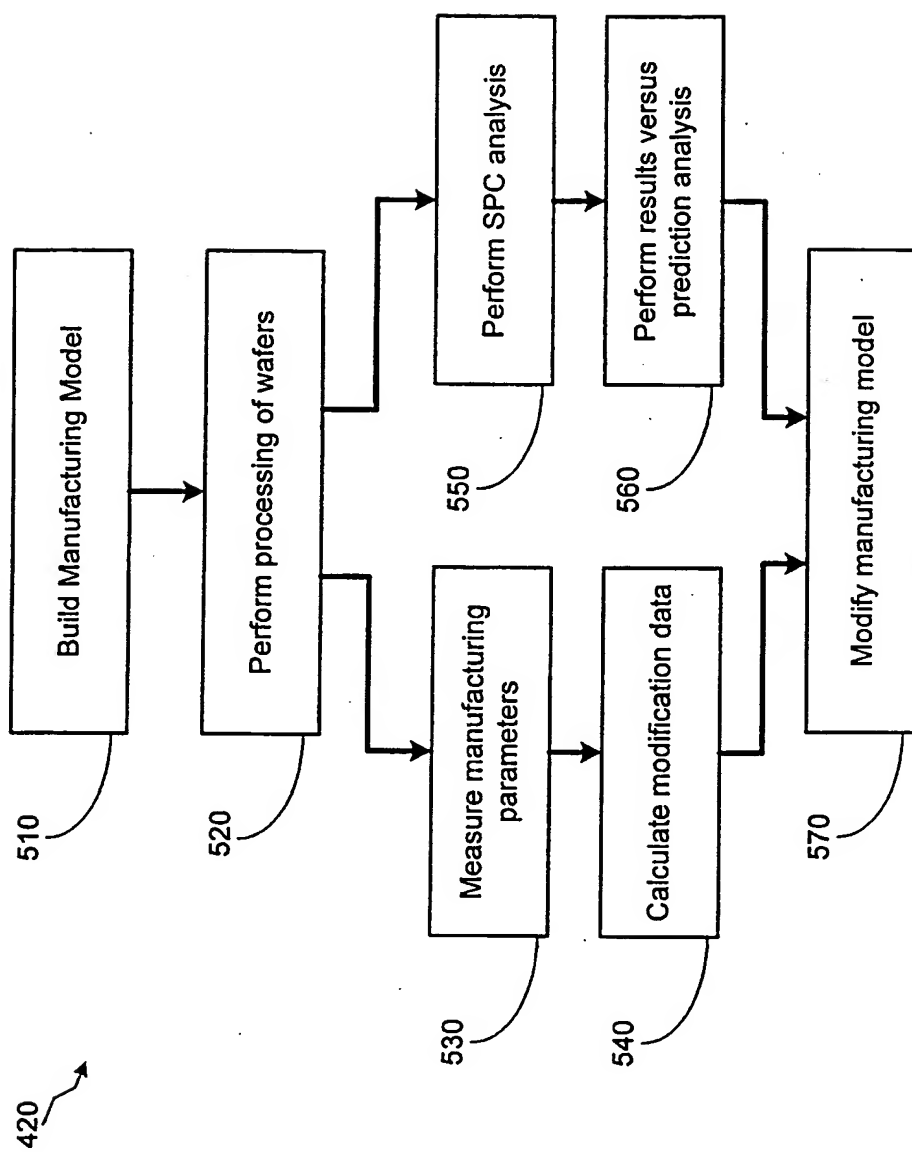 420
510
Build Manufacturing Model
520
Perform processing of wafers
530
Measure manufacturing
parameters
540
Calculate modification data
550
Perform SPC analysis
560
Perform results versus
prediction analysis
570
Modify manufacturing model